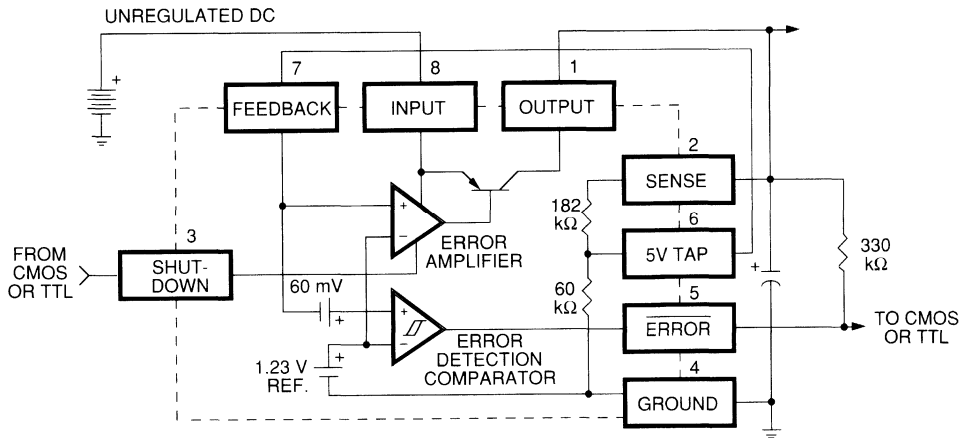 UNREGULATED DC
+
7
8
1
FEEDBACK
INPUT
OUTPUT
2
SENSE
182
kΩ
6
5V TAP
+
−
ERROR
AMPLIFIER
3
FROM
CMOS
OR TTL
SHUT-
DOWN
330
kΩ
+
60 mV
+
+
−
60
kΩ
5
ERROR
TO CMOS
OR TTL
ERROR
DETECTION
COMPARATOR
1.23 V
REF.
+
4
GROUND